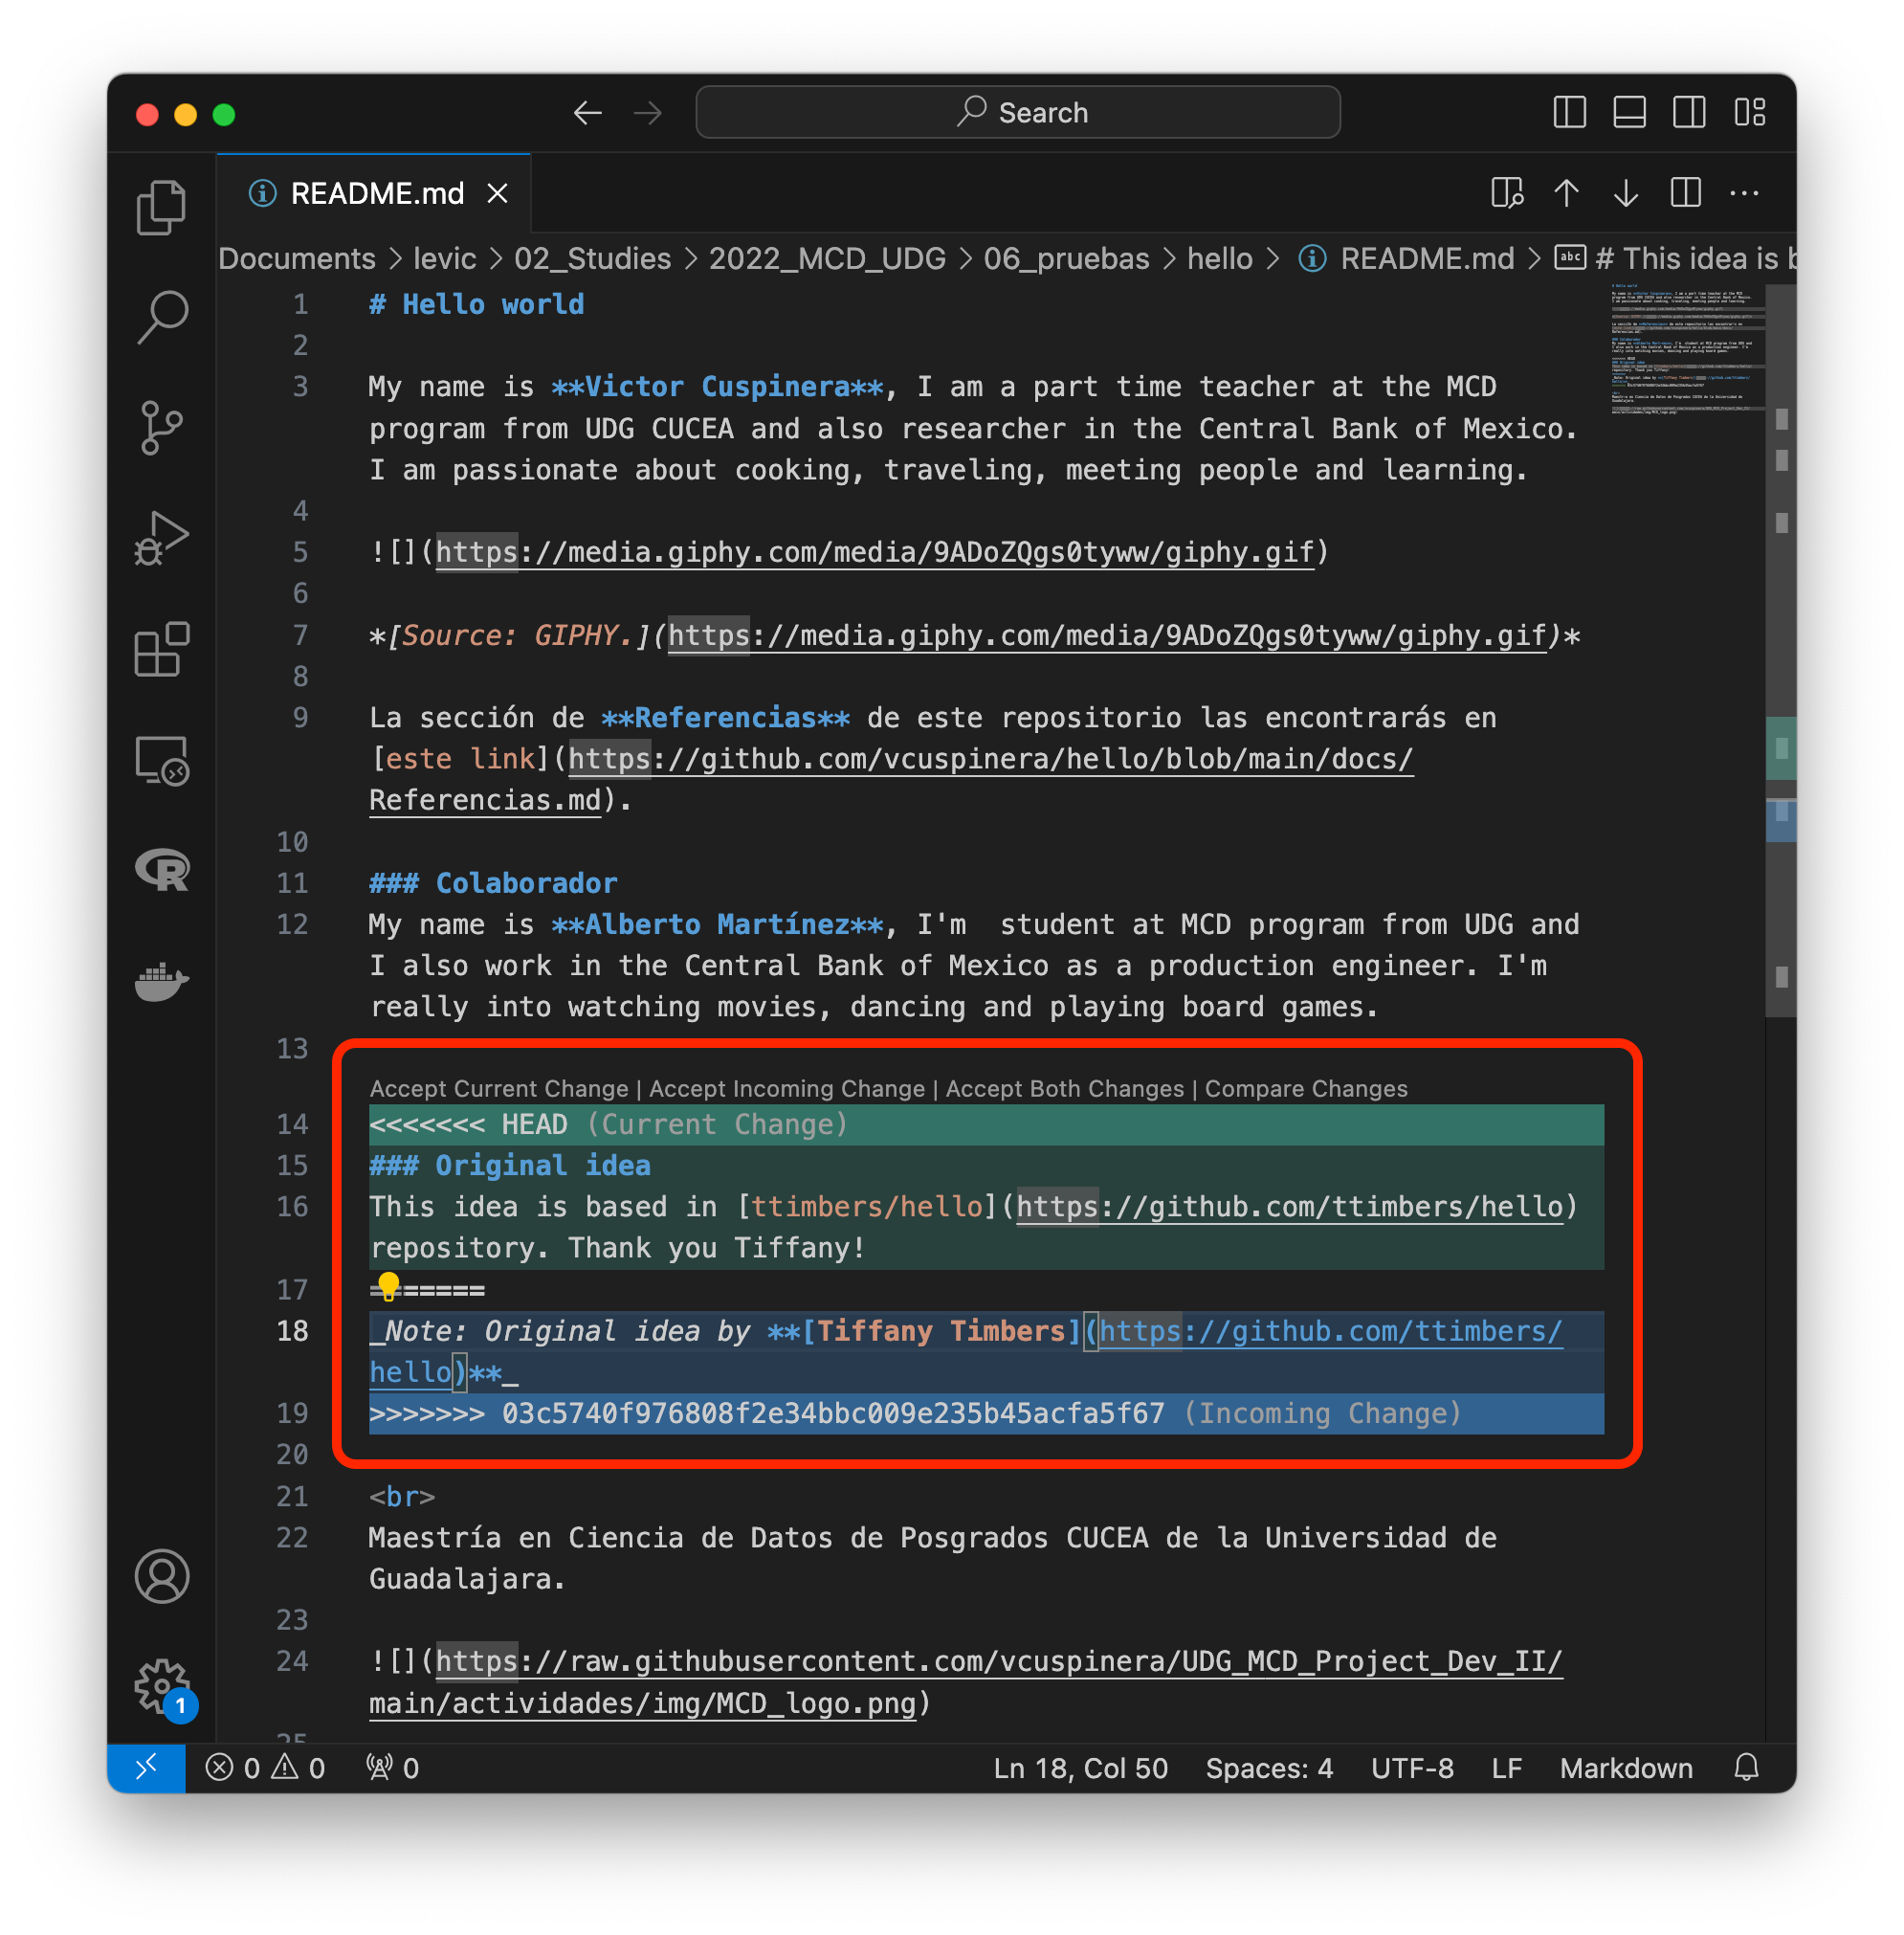 Search
README.md
Documents > levic > 02_Studies > 2022_MCD_UDG > 06_pruebas > hello > README.md > # This idea is b
1 # Hello world
2
3 My name is **Victor Cuspinera**, I am a part time teacher at the MCD
program from UDG CUCEA and also researcher in the Central Bank of Mexico.
I am passionate about cooking, traveling, meeting people and learning.
4
5 ![](https://media.giphy.com/media/9ADoZQgs0tyww/giphy.gif)
6
7 *[Source: GIPHY.](https://media.giphy.com/media/9ADoZQgs0tyww/giphy.gif)*
8
9 La sección de **Referencias** de este repositorio las encontrarás en
[este link](https://github.com/vcuspinera/hello/blob/main/docs/
Referencias.md).
10
11 ### Colaborador
12 My name is **Alberto Martínez**, I'm  student at MCD program from UDG and
I also work in the Central Bank of Mexico as a production engineer. I'm
really into watching movies, dancing and playing board games.
13
Accept Current Change | Accept Incoming Change | Accept Both Changes | Compare Changes
14 <<<<<<< HEAD (Current Change)
15 ### Original idea
16 This idea is based in [ttimbers/hello](https://github.com/ttimbers/hello)
repository. Thank you Tiffany!
17 =======
18 _Note: Original idea by **[Tiffany Timbers](https://github.com/ttimbers/
hello)**_
19 >>>>>>> 03c5740f976808f2e34bbc009e235b45acfa5f67 (Incoming Change)
20
21 <br>
22 Maestría en Ciencia de Datos de Posgrados CUCEA de la Universidad de
Guadalajara.
23
24 ![](https://raw.githubusercontent.com/vcuspinera/UDG_MCD_Project_Dev_II/
main/actividades/img/MCD_logo.png)
25
1
0 0 0 Ln 18, Col 50 Spaces: 4 UTF-8 LF Markdown